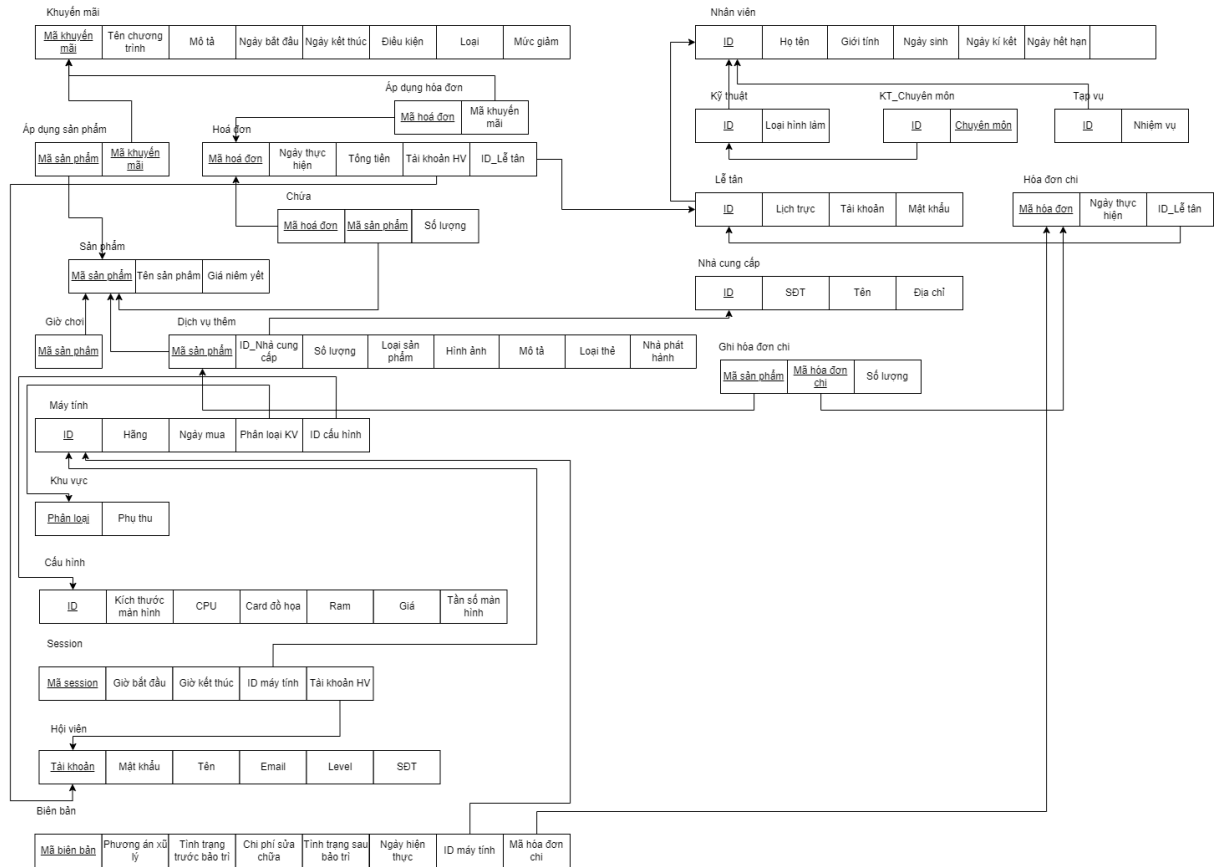 Khuyến mãi
Mã khuyến mãi
Tên chương trình
Mô tả
Ngày bắt đầu
Ngày kết thúc
Điều kiện
Loại
Mức giảm
Nhân viên
ID
Họ tên
Giới tính
Ngày sinh
Ngày kí kết
Ngày hết hạn
Áp dụng hòa đơn
Mã hoá đơn
Mã khuyến mãi
Kỹ thuật
ID
Loại hình làm
KT_Chuyên môn
ID
Chuyên môn
Tạp vụ
ID
Nhiệm vụ
Áp dụng sản phẩm
Mã sản phẩm
Mã khuyến mãi
Hoá đơn
Mã hoá đơn
Ngày thực hiện
Tổng tiền
Tài khoản HV
ID_Lễ tân
Lễ tân
ID
Lịch trực
Tài khoản
Mật khẩu
Hòa đơn chi
Mã hòa đơn
Ngày thực hiện
ID_Lễ tân
Chứa
Mã hoá đơn
Mã sản phẩm
Số lượng
Sản phẩm
Mã sản phẩm
Tên sản phẩm
Giá niêm yết
Nhà cung cấp
ID
SĐT
Tên
Địa chỉ
Giờ chơi
Mã sản phẩm
Dịch vụ thêm
Mã sản phẩm
ID_Nhà cung cấp
Số lượng
Loại sản phẩm
Hình ảnh
Mô tả
Loại thẻ
Nhà phát hành
Ghi hòa đơn chi
Mã sản phẩm
Mã hòa đơn chi
Số lượng
Máy tính
ID
Hãng
Ngày mua
Phân loại KV
ID cấu hình
Khu vực
Phân loại
Phụ thu
Cấu hình
ID
Kích thước màn hình
CPU
Card đồ họa
Ram
Giá
Tần số màn hình
Session
Mã session
Giờ bắt đầu
Giờ kết thúc
ID máy tính
Tài khoản HV
Hội viên
Tài khoản
Mật khẩu
Tên
Email
Level
SĐT
Biên bản
Mã biên bản
Phương án xũ lý
Tình trạng trước bảo trì
Chi phí sửa chữa
Tình trạng sau bảo trì
Ngày hiện thực
ID máy tính
Mã hòa đơn chi